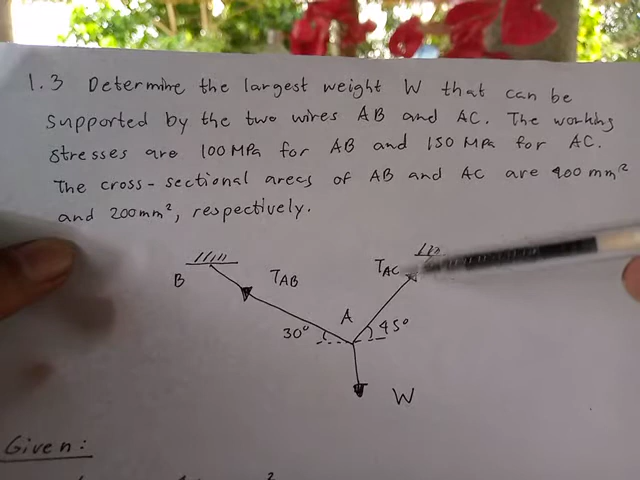 1.3 Determine the largest weight W that can be
supported by the two wires AB and AC. The working
stresses are 100 MPa for AB and 150 MPa for AC.
The cross-sectional areas of AB and AC are 400 mm²
and 200mm², respectively.
B
TAB
TAC
A
30°
45°
W
Given: